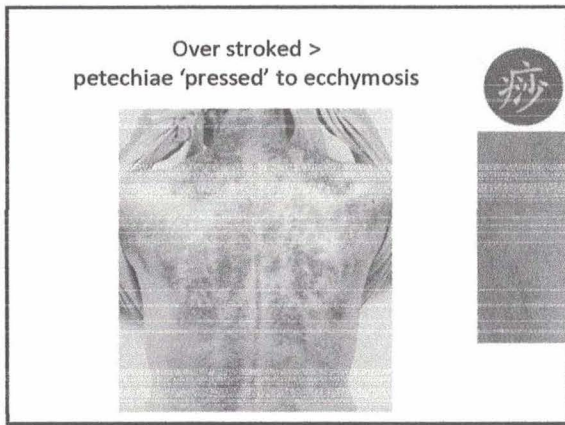 Over stroked >
petechiae ‘pressed’ to ecchymosis
痧